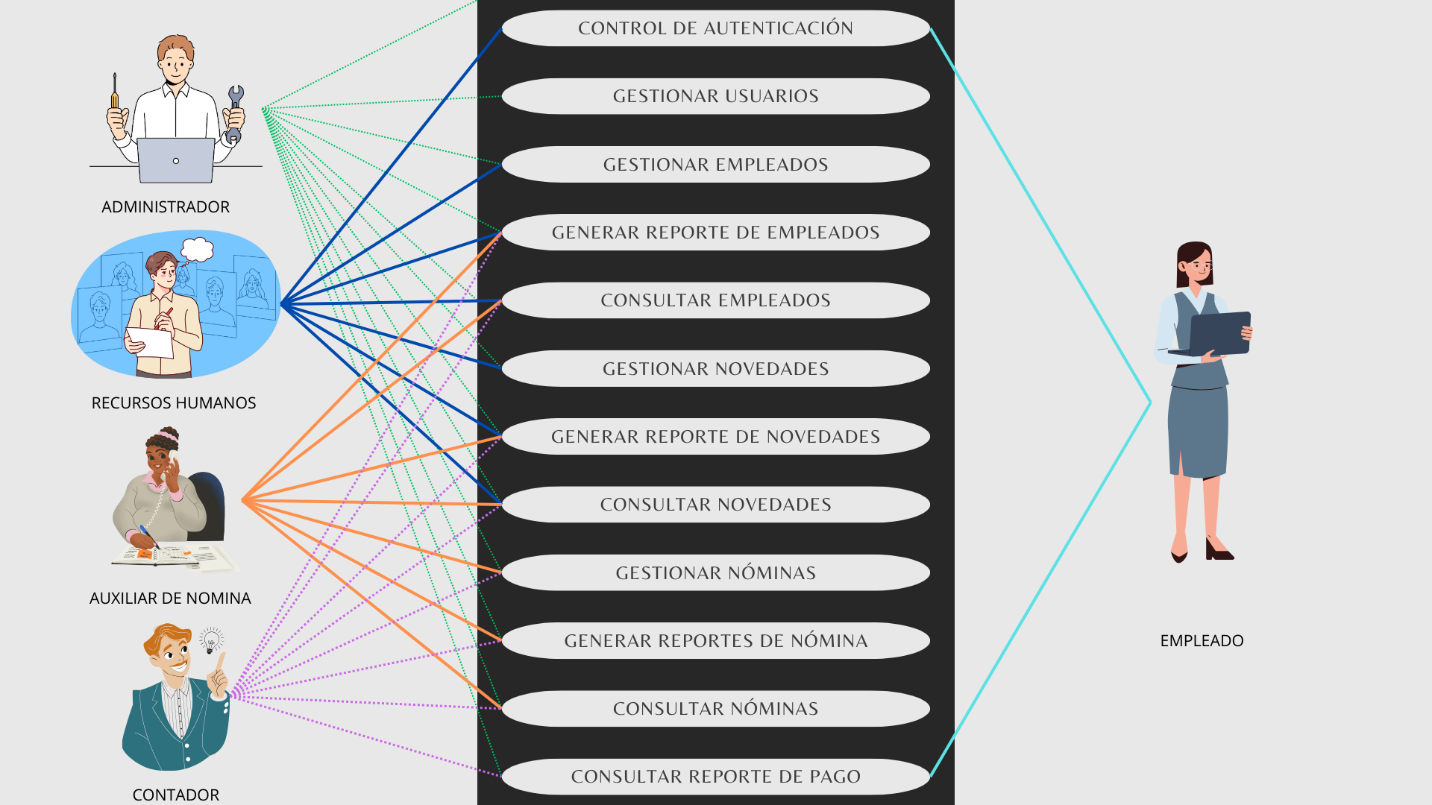 ADMINISTRADOR
RECURSOS HUMANOS
AUXILIAR DE NOMINA
CONTADOR
CONTROL DE AUTENTICACIÓN
GESTIONAR USUARIOS
GESTIONAR EMPLEADOS
GENERAR REPORTE DE EMPLEADOS
CONSULTAR EMPLEADOS
GESTIONAR NOVEDADES
GENERAR REPORTE DE NOVEDADES
CONSULTAR NOVEDADES
GESTIONAR NÓMINAS
GENERAR REPORTES DE NÓMINA
CONSULTAR NÓMINAS
CONSULTAR REPORTE DE PAGO
EMPLEADO